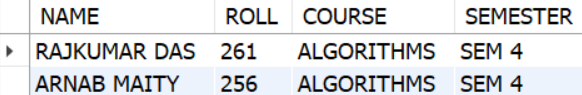 NAME ROLL COURSE SEMESTER
RAJKUMAR DAS 261 ALGORITHMS SEM 4
ARNAB MAITY 256 ALGORITHMS SEM 4